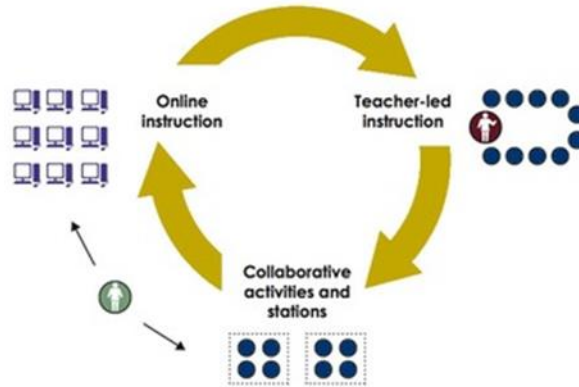 Online
instruction
Teacher-led
instruction
Collaborative
activities and
stations